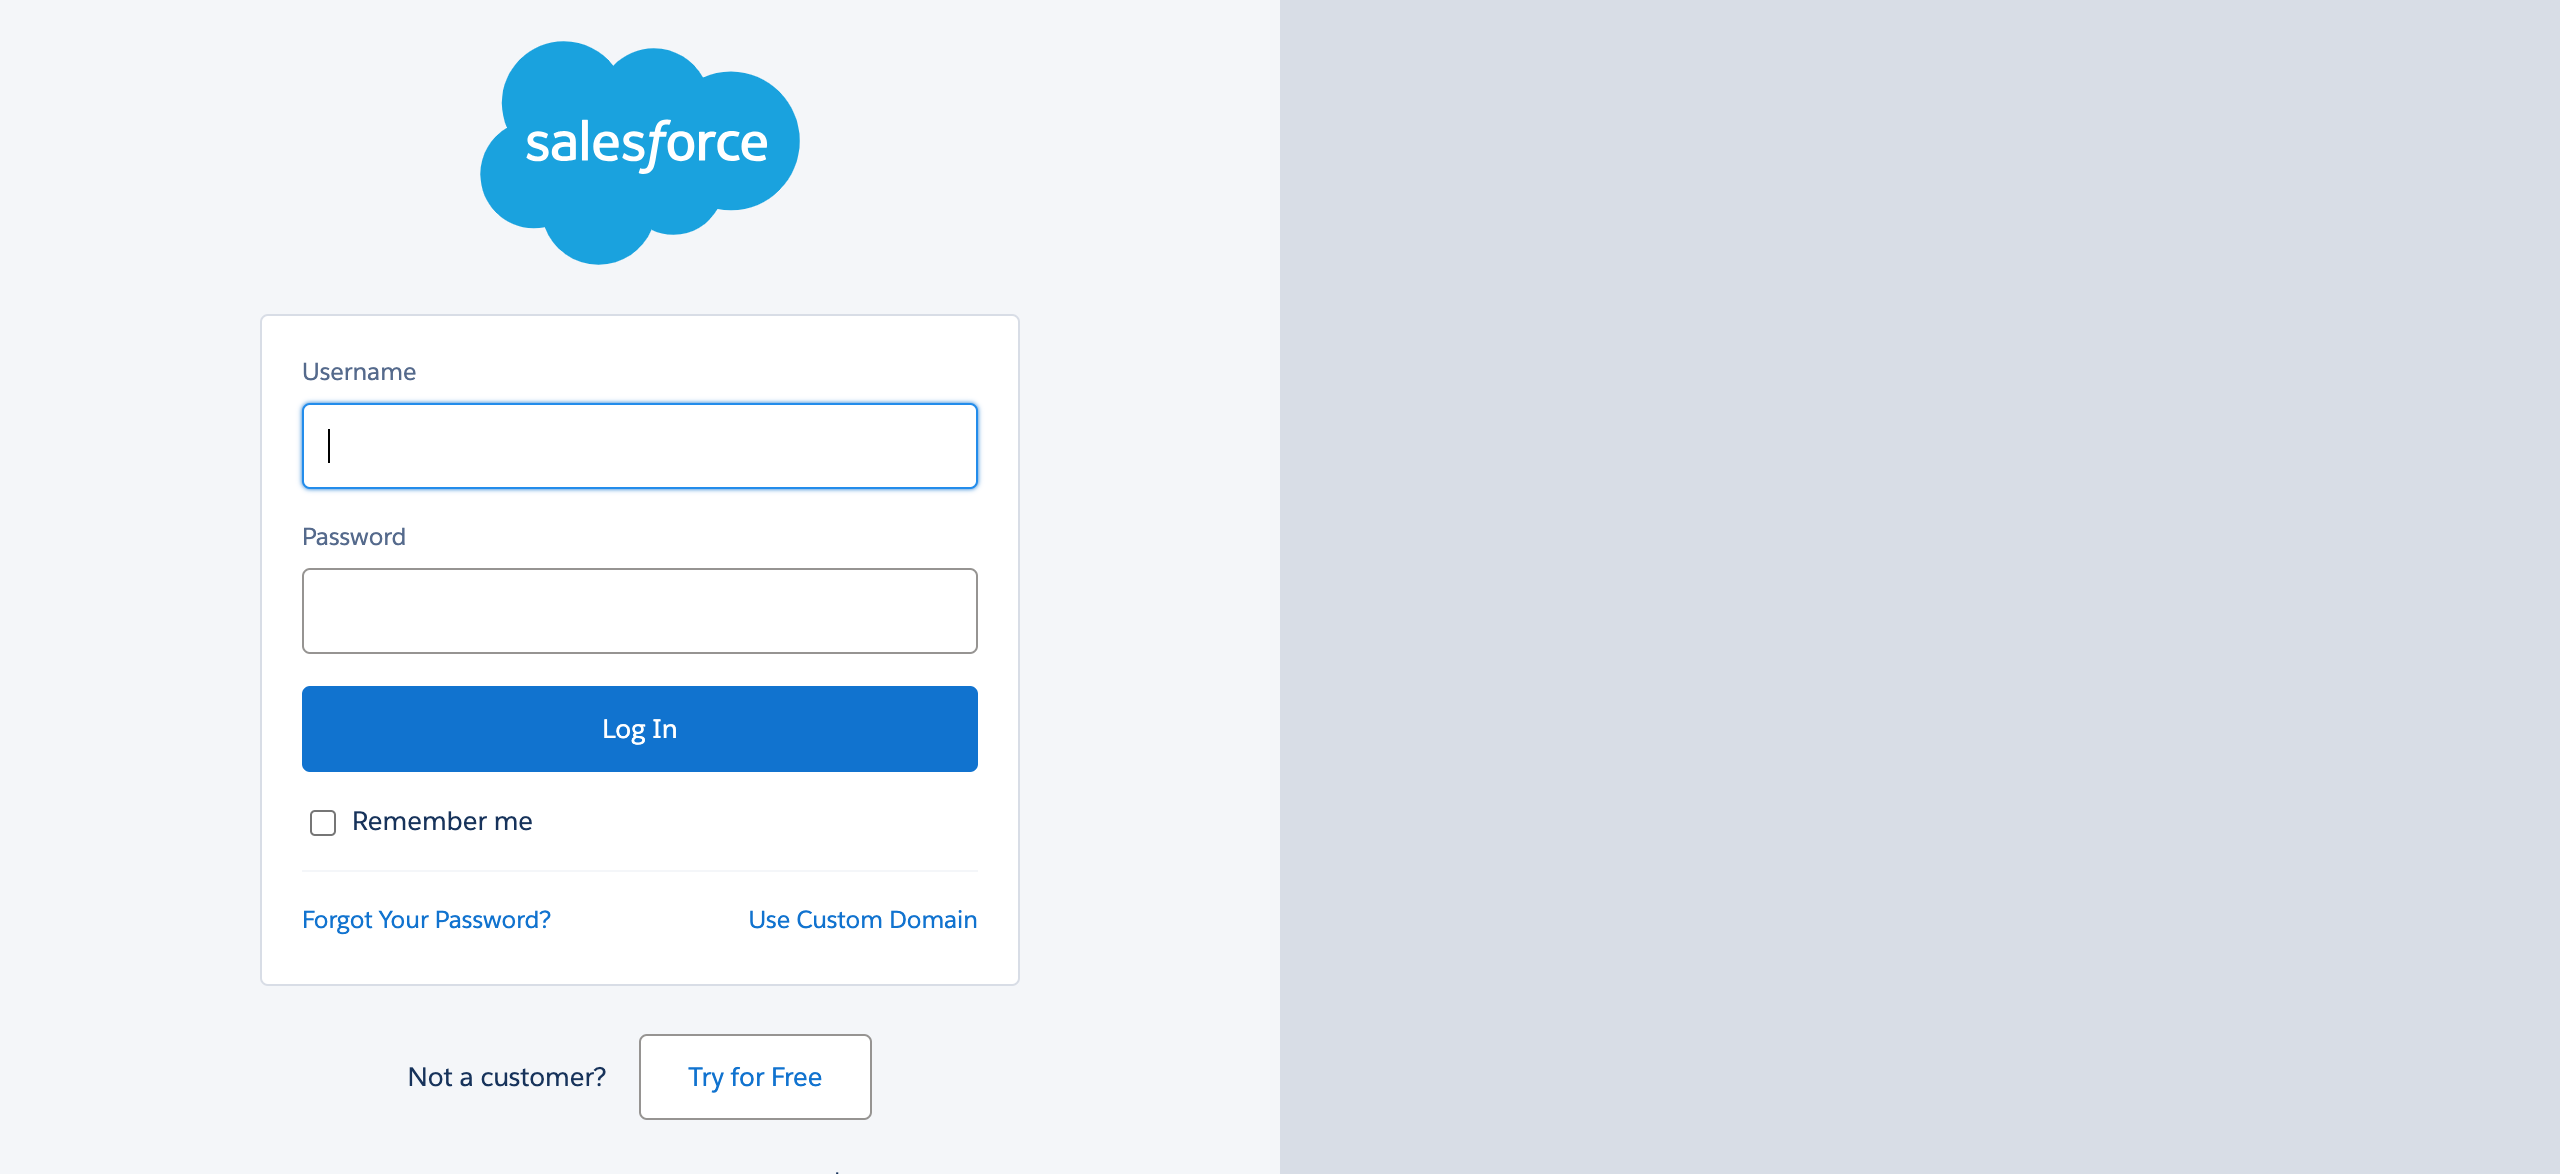 salesforce
Username
Password
Log In
Remember me
Forgot Your Password? Use Custom Domain
Not a customer? Try for Free